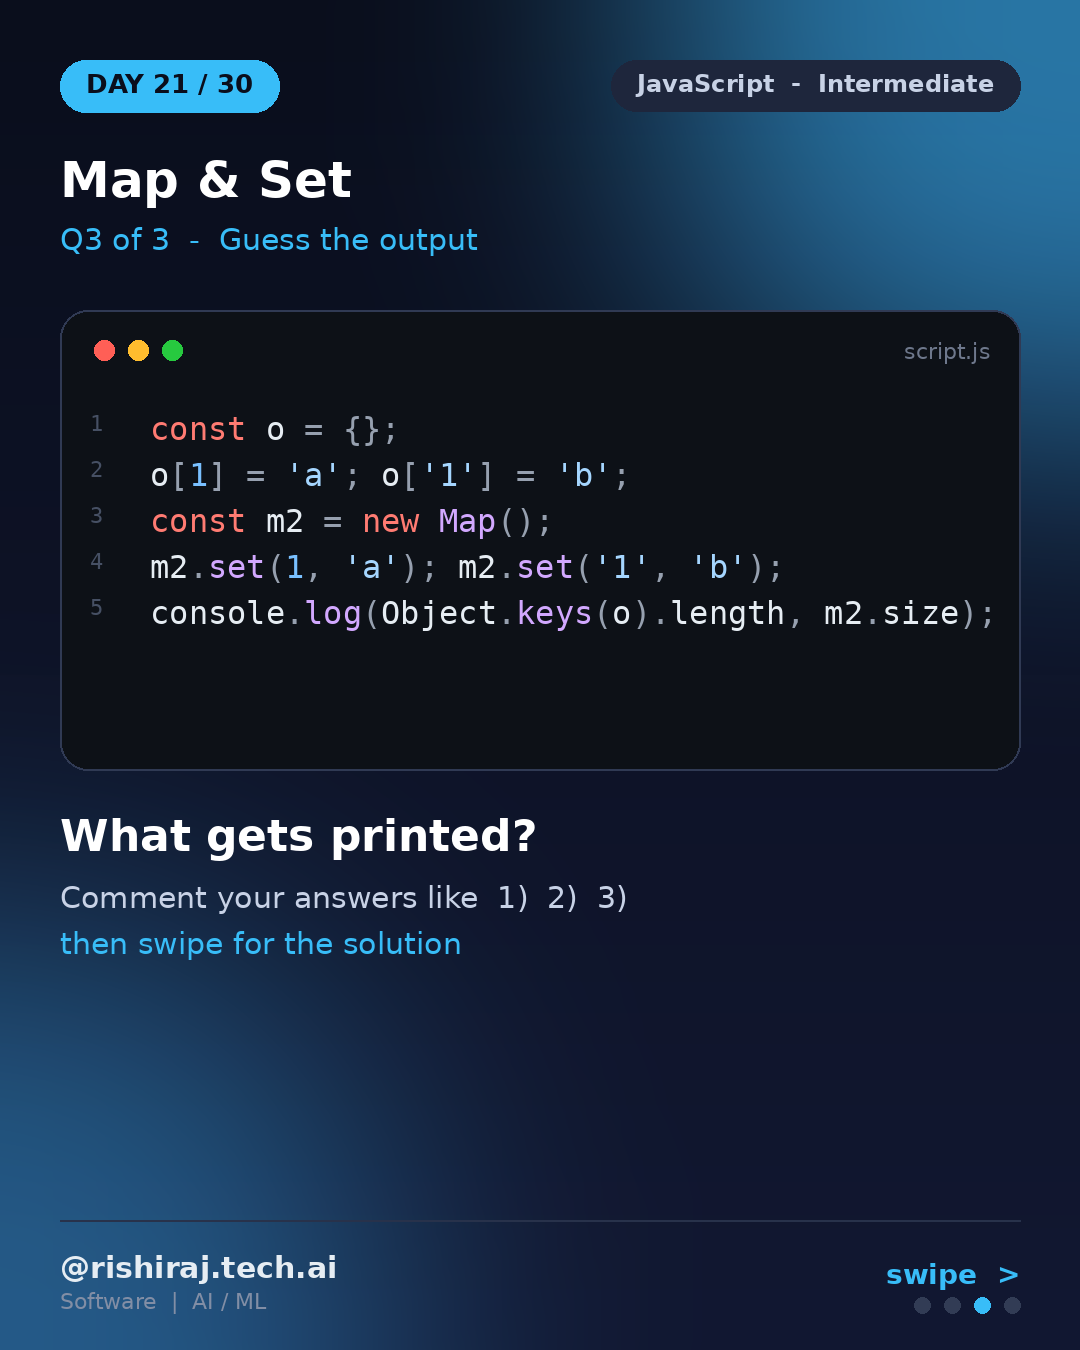 DAY 21 / 30
JavaScript - Intermediate
Map & Set
Q3 of 3 - Guess the output
script.js
1 const o = {};
2 o[1] = 'a'; o['1'] = 'b';
3 const m2 = new Map();
4 m2.set(1, 'a'); m2.set('1', 'b');
5 console.log(Object.keys(o).length, m2.size);
What gets printed?
Comment your answers like 1) 2) 3)
then swipe for the solution
@rishiraj.tech.ai
Software | AI / ML
swipe >